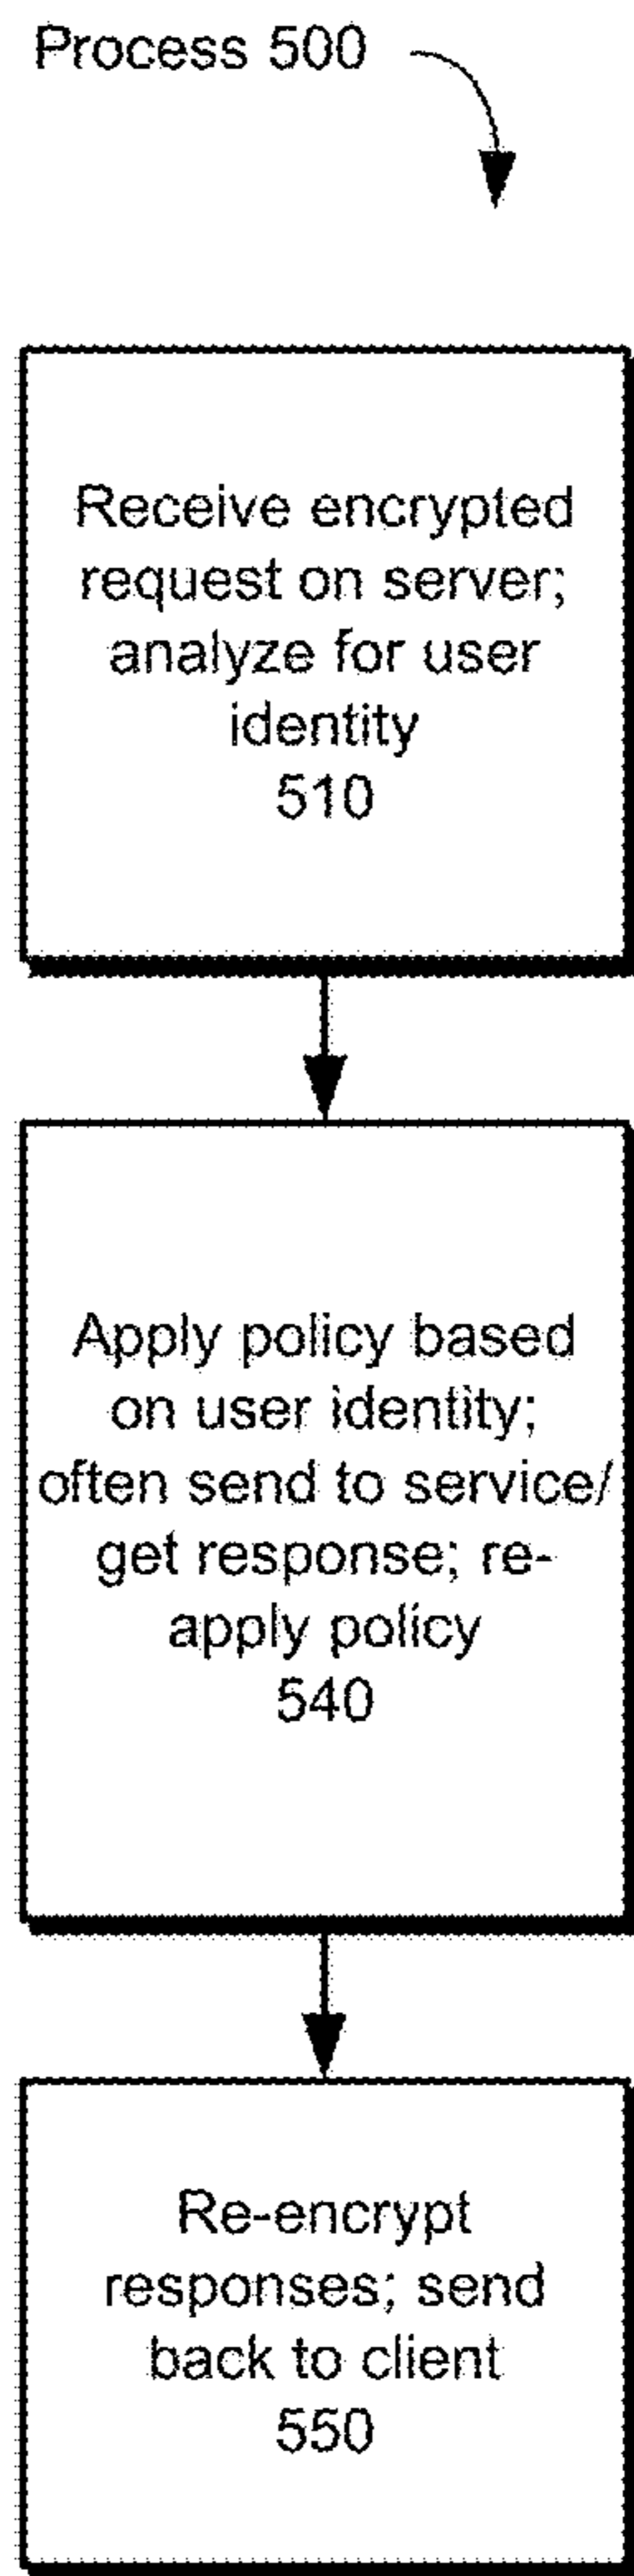 Process 500
Receive encrypted
request on server;
analyze for user
identity
510
Apply policy based
on user identity;
often send to service/
get response; re-
apply policy
540
Re-encrypt
responses; send
back to client
550